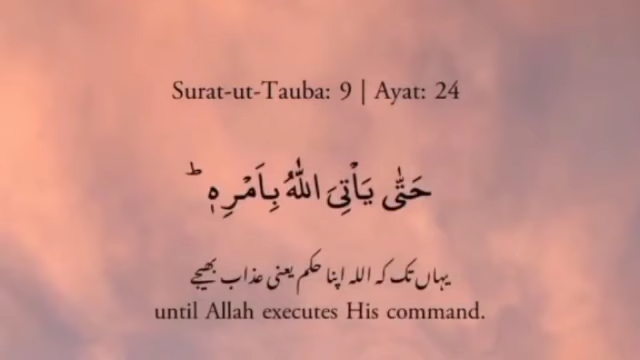 Surat-ut-Tauba: 9 | Ayat: 24
حَتّٰى يَاۡتِىَ اللّٰهُ بِاَمۡرِهٖ‌ ؕ
یہاں تک کہ اللہ اپنا حکم یعنی عذاب بھیجے
until Allah executes His command.